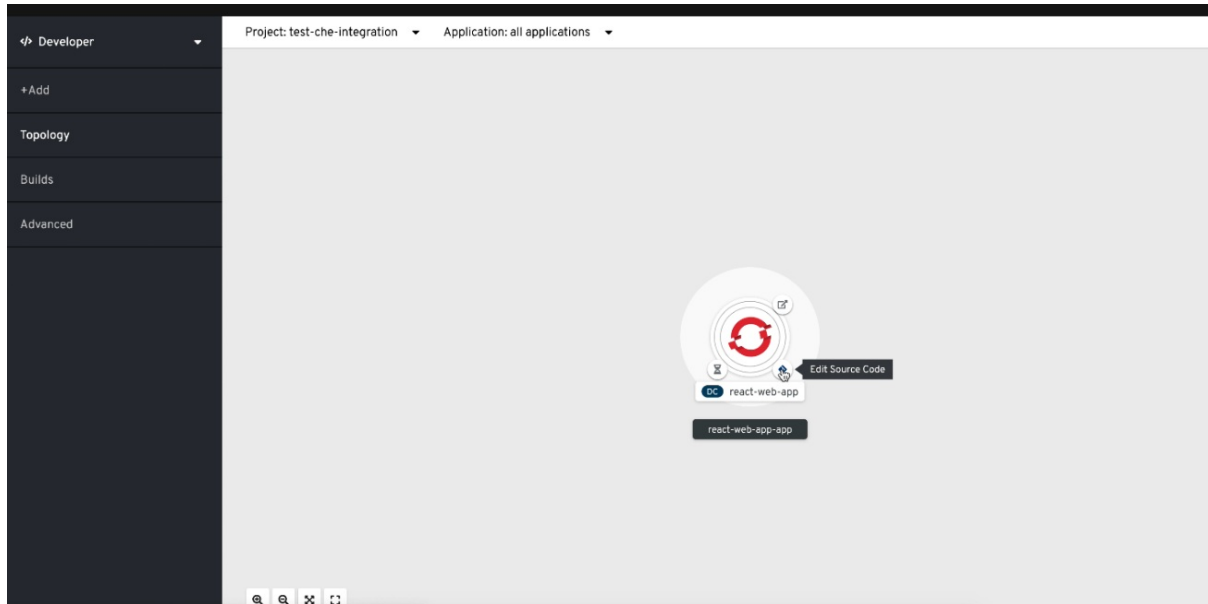 </> Developer
Project: test-che-integration
Application: all applications
+Add
Topology
Builds
Advanced
Edit Source Code
DC react-web-app
react-web-app-app